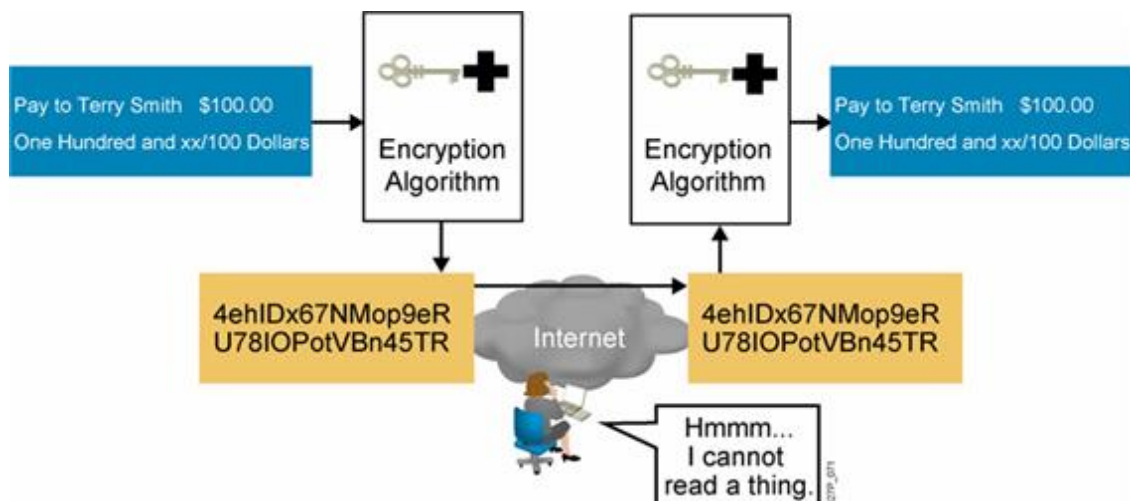 Pay to Terry Smith $100.00
One Hundred and xx/100 Dollars
Encryption
Algorithm
4ehIDx67NMop9eR
U78IOPotVBn45TR
Internet
4ehIDx67NMop9eR
U78IOPotVBn45TR
Encryption
Algorithm
Pay to Terry Smith $100.00
One Hundred and xx/100 Dollars
Hmmm...
I cannot
read a thing.
27P_071